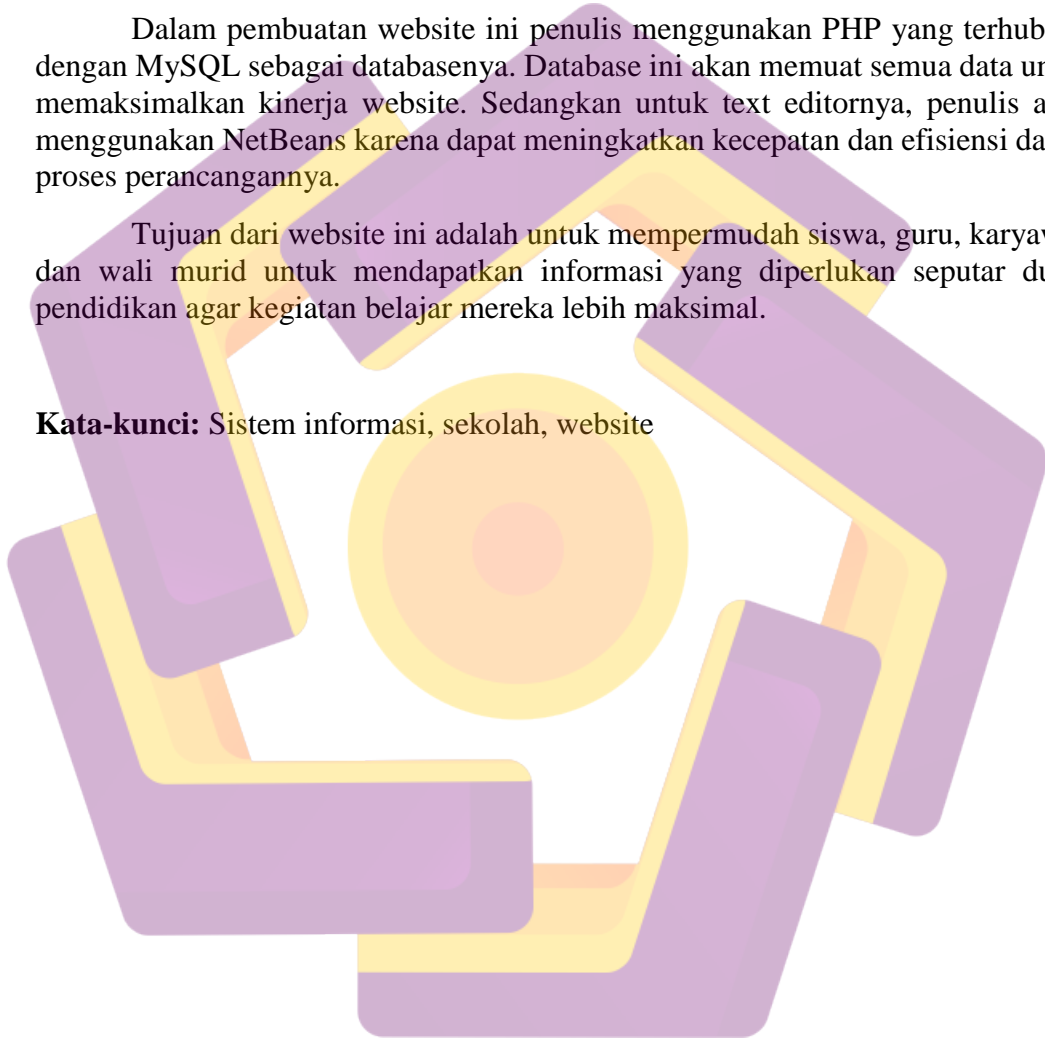 Dalam pembuatan website ini penulis menggunakan PHP yang terhub
dengan MySQL sebagai databasenya. Database ini akan memuat semua data un
memaksimalkan kinerja website. Sedangkan untuk text editornya, penulis a
menggunakan NetBeans karena dapat meningkatkan kecepatan dan efisiensi da
proses perancangannya.
Tujuan dari website ini adalah untuk mempermudah siswa, guru, karyaw
dan wali murid untuk mendapatkan informasi yang diperlukan seputar du
pendidikan agar kegiatan belajar mereka lebih maksimal.
Kata-kunci: Sistem informasi, sekolah, website